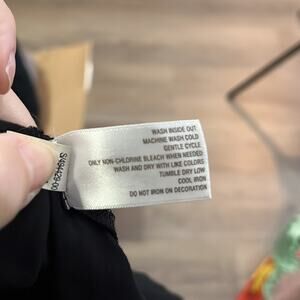 WASH INSIDE OUT
MACHINE WASH COLD
GENTLE CYCLE
ONLY NON-CHLORINE BLEACH WHEN NEEDED
WASH AND DRY WITH LIKE COLORS
TUMBLE DRY LOW
COOL IRON
DO NOT IRON ON DECORATION